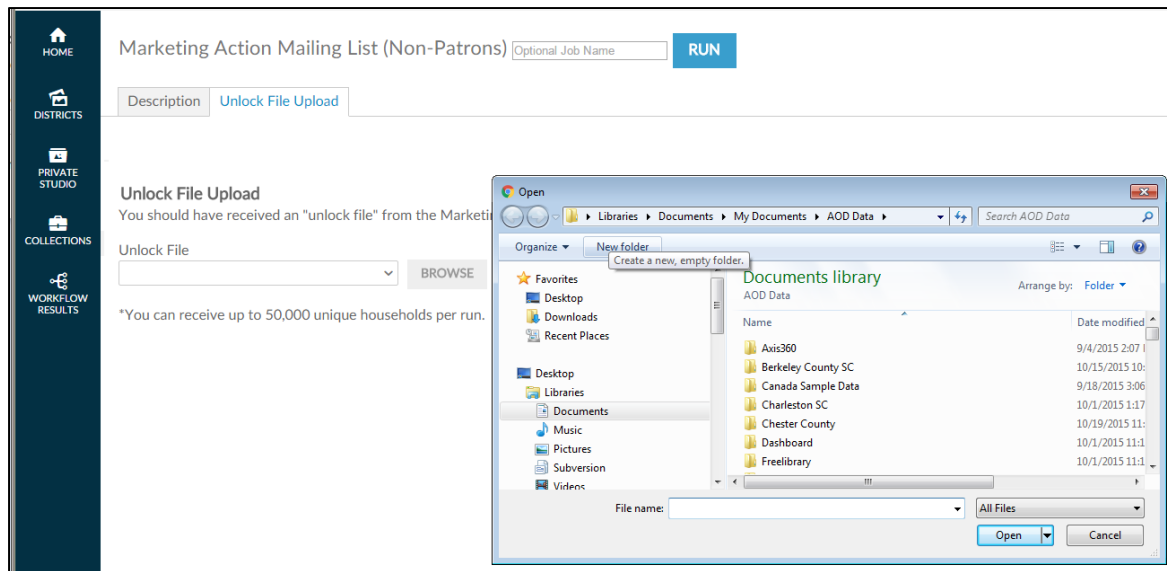 HOME
DISTRICTS
PRIVATE
STUDIO
COLLECTIONS
WORKFLOW
RESULTS
Marketing Action Mailing List (Non-Patrons) Optional Job Name RUN
Description Unlock File Upload
Unlock File Upload
You should have received an "unlock file" from the Marketi
Unlock File
BROWSE
*You can receive up to 50,000 unique households per run.
Open
Libraries Documents My Documents AOD Data Search AOD Data
Organize New folder
Create a new, empty folder.
Favorites
Desktop
Downloads
Recent Places
Desktop
Libraries
Documents
Music
Pictures
Subversion
Videos
Documents library
AOD Data
Arrange by: Folder
Name Date modified
Axis360 9/4/2015 2:07
Berkeley County SC 10/15/2015 10:
Canada Sample Data 9/18/2015 3:06
Charleston SC 10/1/2015 1:17
Chester County 10/19/2015 11:
Dashboard 10/1/2015 11:1
Freelibrary 10/1/2015 11:1
File name: All Files
Open Cancel